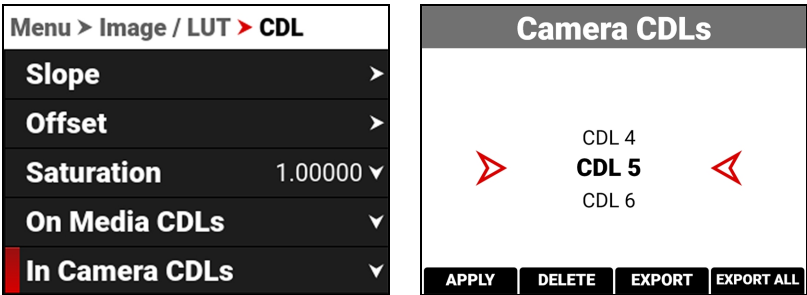 Menu > Image / LUT > CDL
Slope
Offset
Saturation 1.00000
On Media CDLs
In Camera CDLs
Camera CDLs
CDL 4
CDL 5
CDL 6
APPLY DELETE EXPORT EXPORT ALL